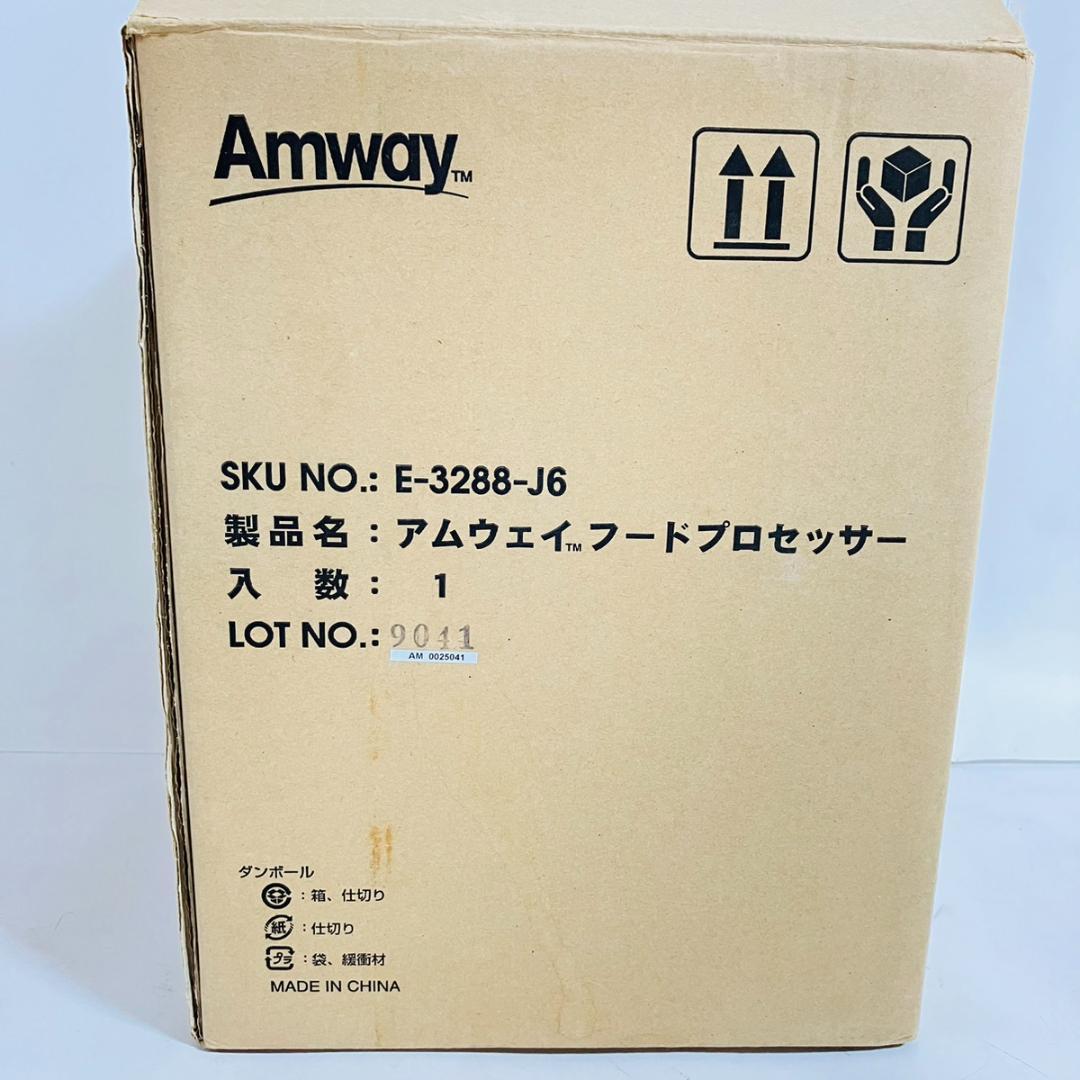 Amway™
SKU NO.: E-3288-J6
製品名：アムウェイ™フードプロセッサー
入 数： 1
LOT NO.: 9041
AM 0025041
ダンボール
：箱、仕切り
紙：仕切り
プラ：袋、緩衝材
MADE IN CHINA